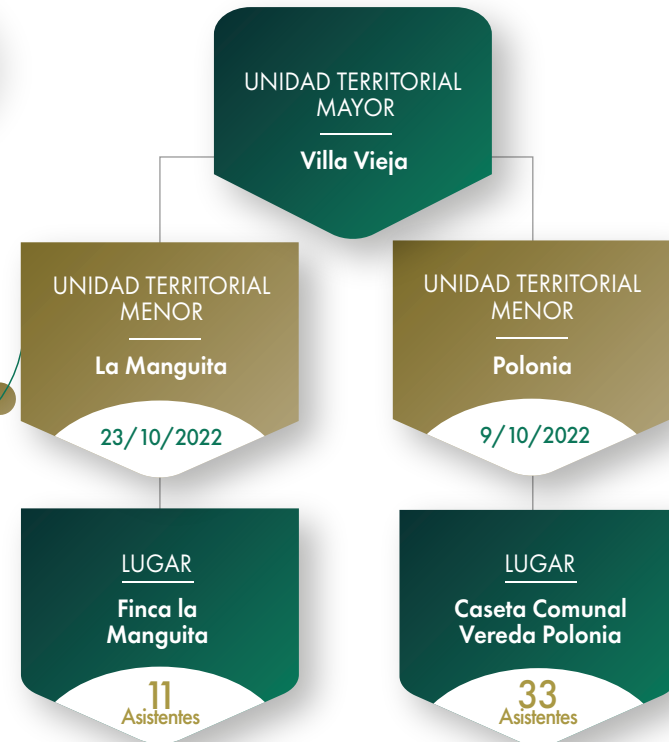 UNIDAD TERRITORIAL
MAYOR
Villa Vieja
UNIDAD TERRITORIAL
MENOR
La Manguita
23/10/2022
UNIDAD TERRITORIAL
MENOR
Polonia
9/10/2022
LUGAR
Finca la
Manguita
11
Asistentes
LUGAR
Caseta Comunal
Vereda Polonia
33
Asistentes